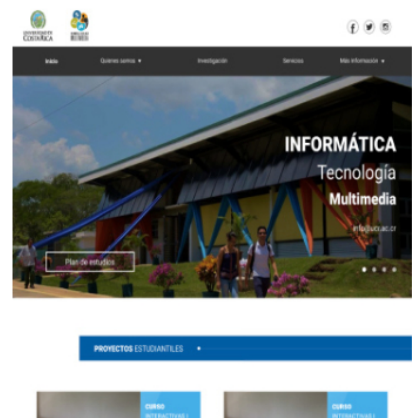 UNIVERSIDAD DE
COSTA RICA
Inicio
Quienes somos
Investigación
Servicios
Más Información
INFORMÁTICA
Tecnología
Multimedia
Plan de estudios
PROYECTOS ESTUDIANTILES
CURSO
CURSO